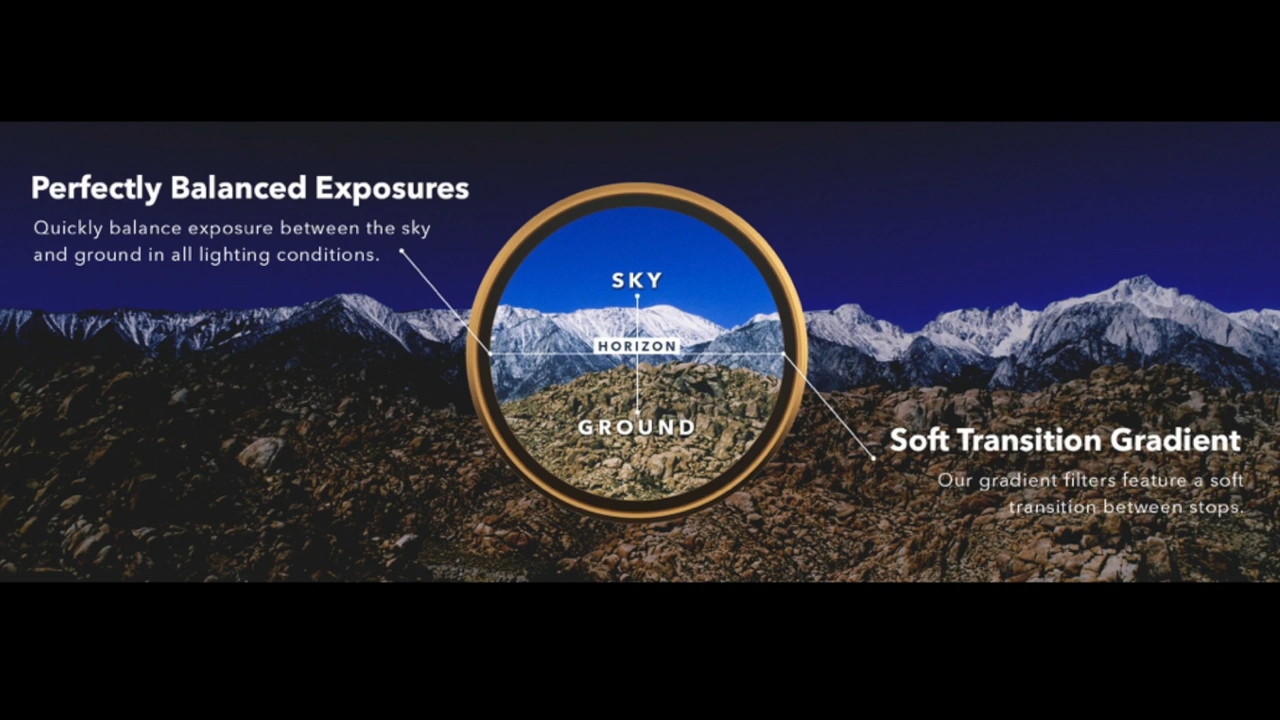 Perfectly Balanced Exposures
Quickly balance exposure between the sky
and ground in all lighting conditions.
SKY
HORIZON
GROUND
Soft Transition Gradient
Our gradient filters feature a soft
transition between stops.